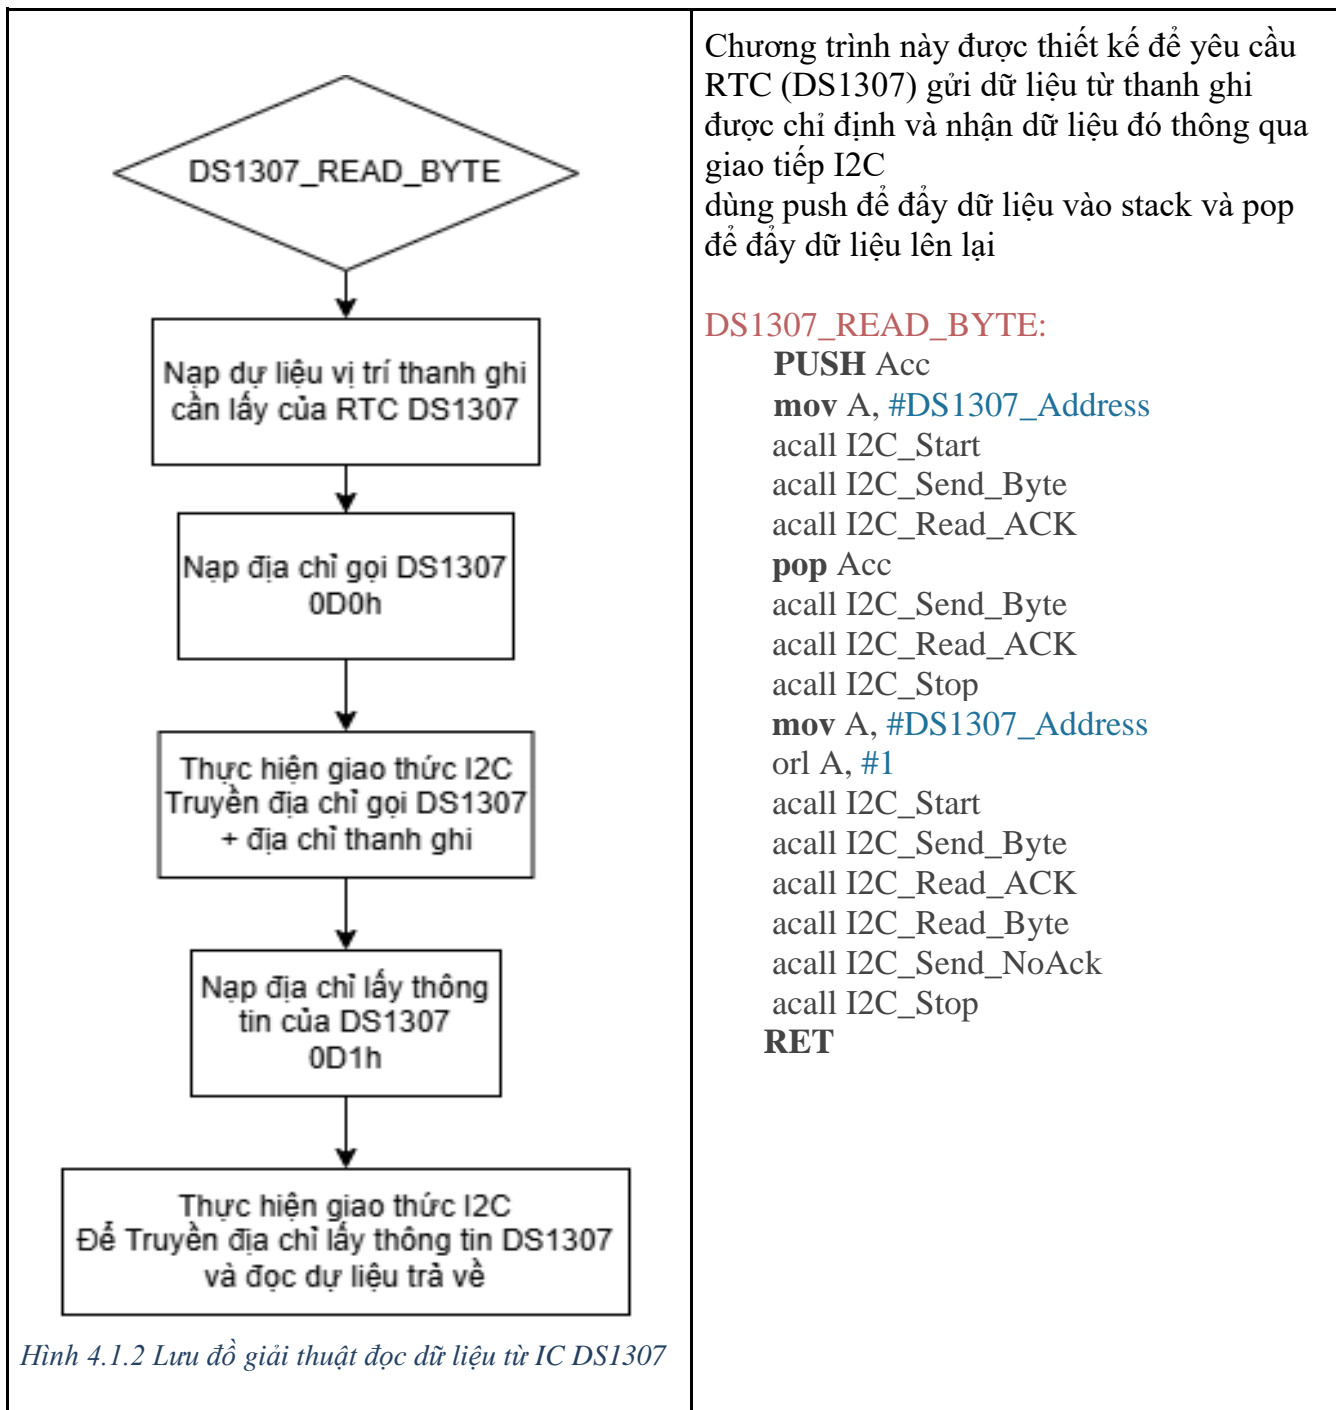 DS1307_READ_BYTE
Nạp dự liệu vị trí thanh ghi
cần lấy của RTC DS1307
Nạp địa chỉ gọi DS1307
0D0h
Thực hiện giao thức I2C
Truyền địa chỉ gọi DS1307
+ địa chỉ thanh ghi
Nạp địa chỉ lấy thông
tin của DS1307
0D1h
Thực hiện giao thức I2C
Để Truyền địa chỉ lấy thông tin DS1307
và đọc dự liệu trả về
Hình 4.1.2 Lưu đồ giải thuật đọc dữ liệu từ IC DS1307
Chương trình này được thiết kế để yêu cầu
RTC (DS1307) gửi dữ liệu từ thanh ghi
được chỉ định và nhận dữ liệu đó thông qua
giao tiếp I2C
dùng push để đẩy dữ liệu vào stack và pop
để đẩy dữ liệu lên lại
DS1307_READ_BYTE:
PUSH Acc
mov A, #DS1307_Address
acall I2C_Start
acall I2C_Send_Byte
acall I2C_Read_ACK
pop Acc
acall I2C_Send_Byte
acall I2C_Read_ACK
acall I2C_Stop
mov A, #DS1307_Address
orl A, #1
acall I2C_Start
acall I2C_Send_Byte
acall I2C_Read_ACK
acall I2C_Read_Byte
acall I2C_Send_NoAck
acall I2C_Stop
RET